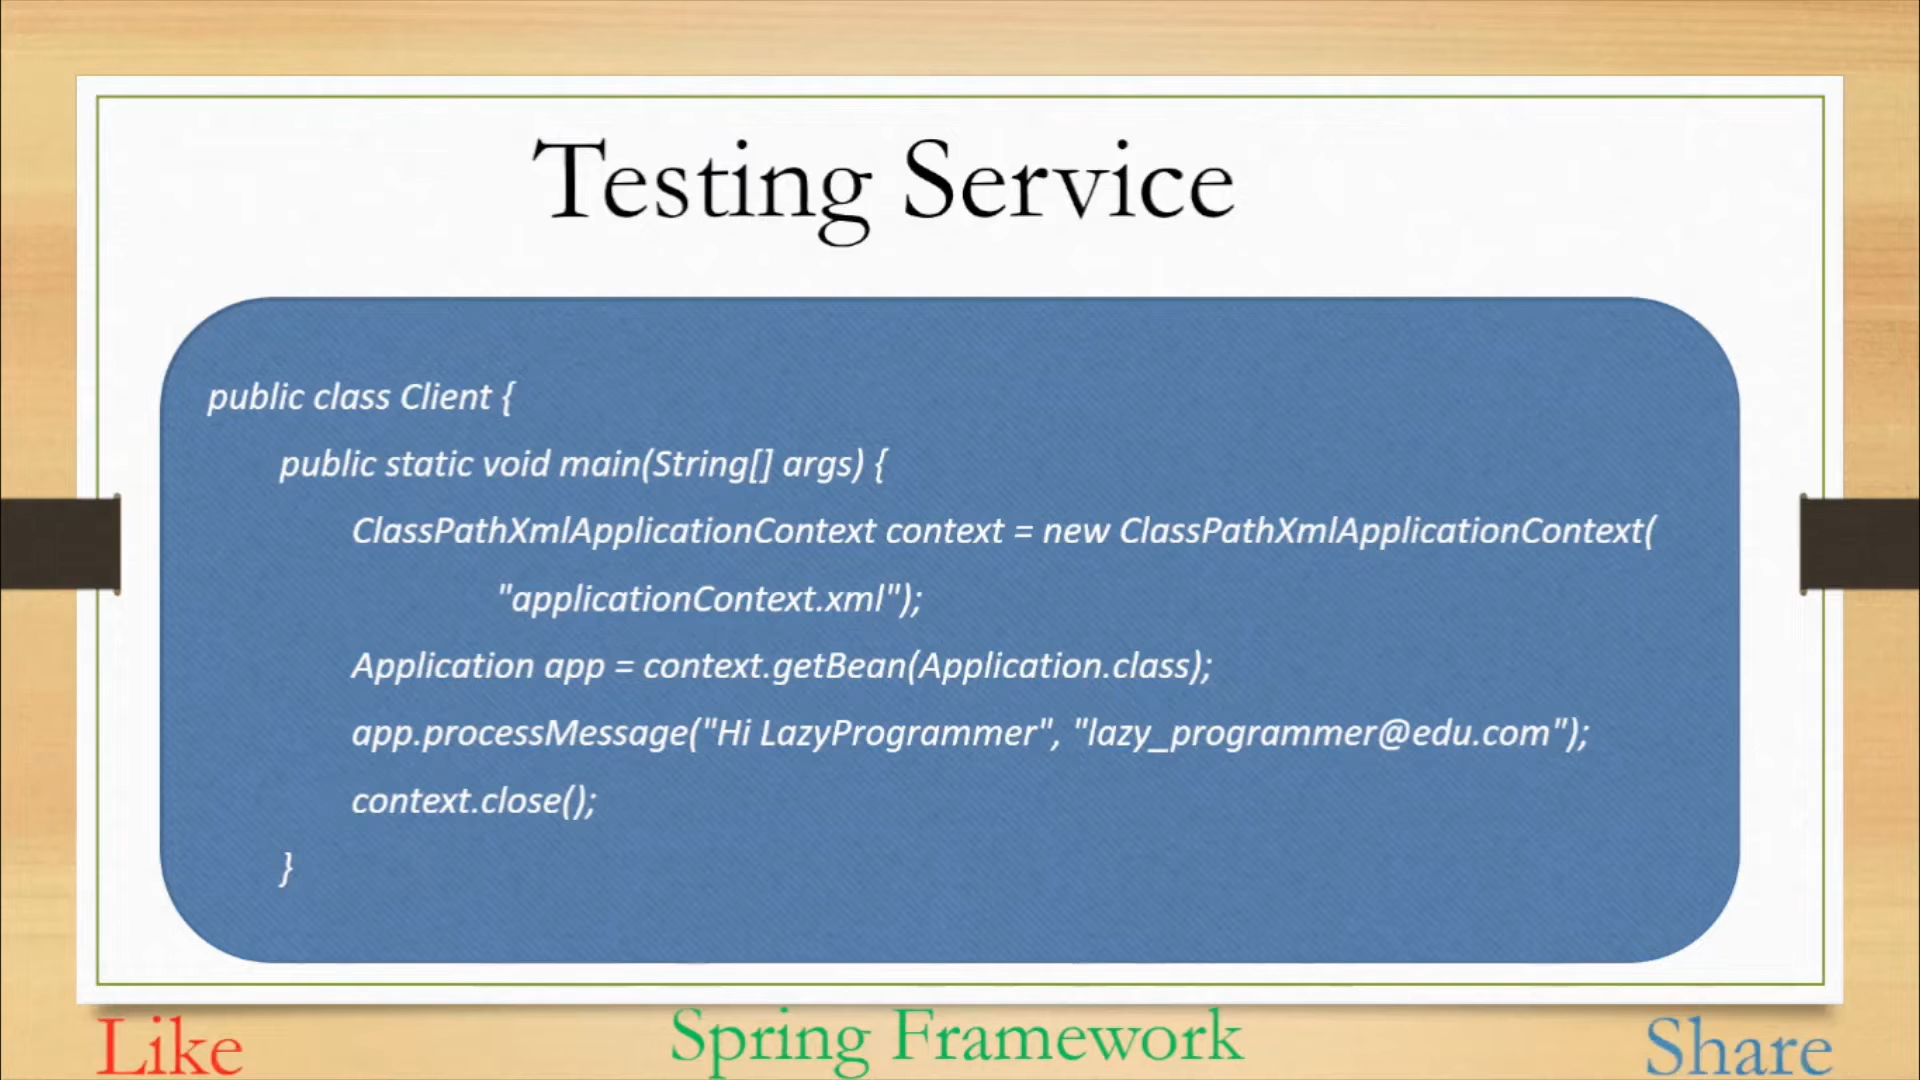 Testing Service
public class Client {
public static void main(String[] args) {
ClassPathXmlApplicationContext context = new ClassPathXmlApplicationContext(
"applicationContext.xml");
Application app = context.getBean(Application.class);
app.processMessage("Hi LazyProgrammer", "lazy_programmer@edu.com");
context.close();
}
Like
Spring Framework
Share